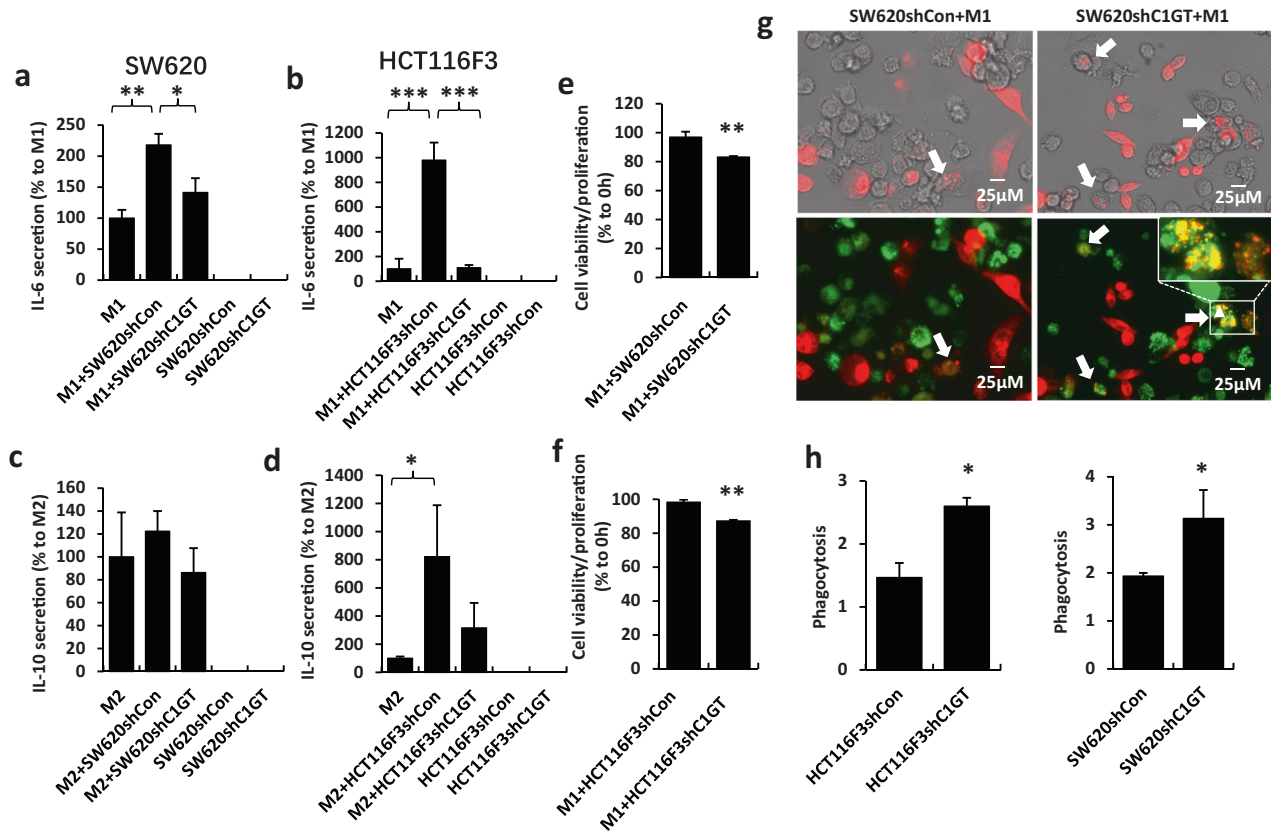 a
SW620
** *
IL-6 secretion (% to M1)
250
200
150
100
50
0
M1
M1+SW620shCon
M1+SW620shC1GT
SW620shCon
SW620shC1GT
b
HCT116F3
*** ***
IL-6 secretion (% to M1)
1200
1000
800
600
400
200
0
M1
M1+HCT116F3shCon
M1+HCT116F3shC1GT
HCT116F3shCon
HCT116F3shCon
e
Cell viability/proliferation
(% to 0h)
120
100
80
60
40
20
0
**
M1+SW620shCon
M1+SW620shC1GT
g
SW620shCon+M1
SW620shC1GT+M1
25μM
25μM
25μM
25μM
c
IL-10 secretion (% to M2)
160
140
120
100
80
60
40
20
0
M2
M2+SW620shCon
M2+SW620shC1GT
SW620shCon
SW620shC1GT
d
*
IL-10 secretion (% to M2)
1400
1200
1000
800
600
400
200
0
M2
M2+HCT116F3shCon
M2+HCT116F3shC1GT
HCT116F3shCon
HCT116F3shC1GT
f
Cell viability/proliferation
(% to 0h)
100
80
60
40
20
0
**
M1+HCT116F3shCon
M1+HCT116F3shC1GT
h
Phagocytosis
3
2
1
0
*
HCT116F3shCon
HCT116F3shC1GT
Phagocytosis
4
3
2
1
0
*
SW620shCon
SW620shC1GT